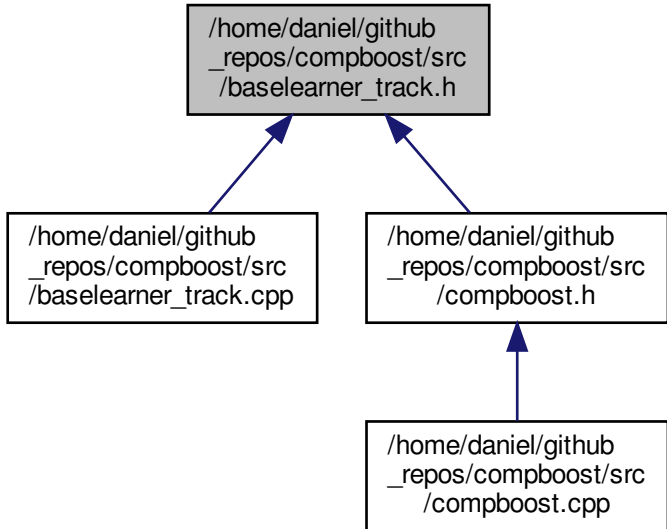 /home/daniel/github
_repos/compboost/src
/baselearner_track.h
/home/daniel/github
_repos/compboost/src
/baselearner_track.cpp
/home/daniel/github
_repos/compboost/src
/compboost.h
/home/daniel/github
_repos/compboost/src
/compboost.cpp